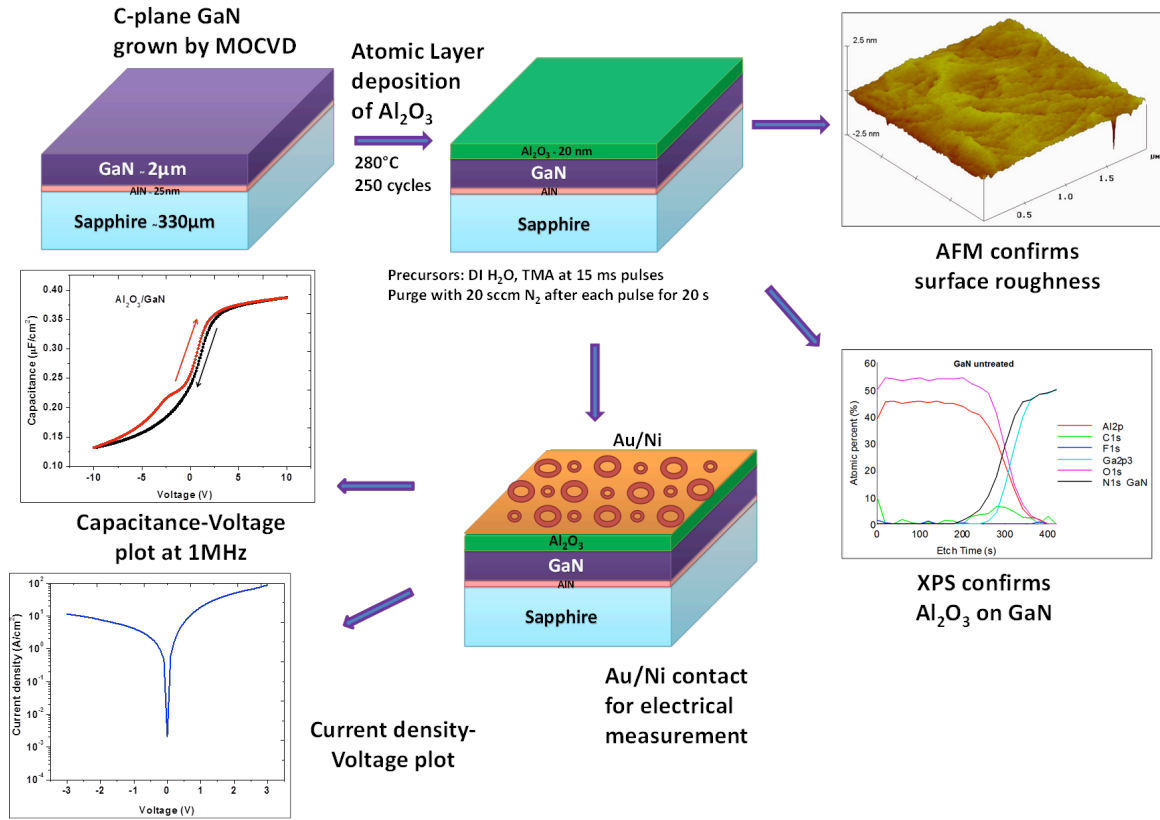 C-plane GaN
grown by MOCVD
GaN ~2µm
AlN ~25nm
Sapphire ~330µm
Atomic Layer
deposition
of Al₂O₃
280°C
250 cycles
Al₂O₃ - 20 nm
GaN
AlN
Sapphire
Precursors: DI H₂O, TMA at 15 ms pulses
Purge with 20 sccm N₂ after each pulse for 20 s
2.5 nm
-2.5 nm
0.5
1.0
1.5
µм
AFM confirms
surface roughness
Al₂O₃/GaN
Capacitance (µF/cm²)
0.40
0.35
0.30
0.25
0.20
0.15
0.10
-10 -5 0 5 10
Voltage (V)
Capacitance-Voltage
plot at 1MHz
GaN untreated
Atomic percent (%)
60
50
40
30
20
10
0
0 100 200 300 400
Etch Time (s)
Al2p
C1s
F1s
Ga2p3
O1s
N1s GaN
XPS confirms
Al₂O₃ on GaN
Au/Ni
Al₂O₃
GaN
AlN
Sapphire
Au/Ni contact
for electrical
measurement
Current density (A/cm²)
10²
10¹
10⁰
10⁻¹
10⁻²
10⁻³
10⁻⁴
-3 -2 -1 0 1 2 3
Voltage (V)
Current density-
Voltage plot